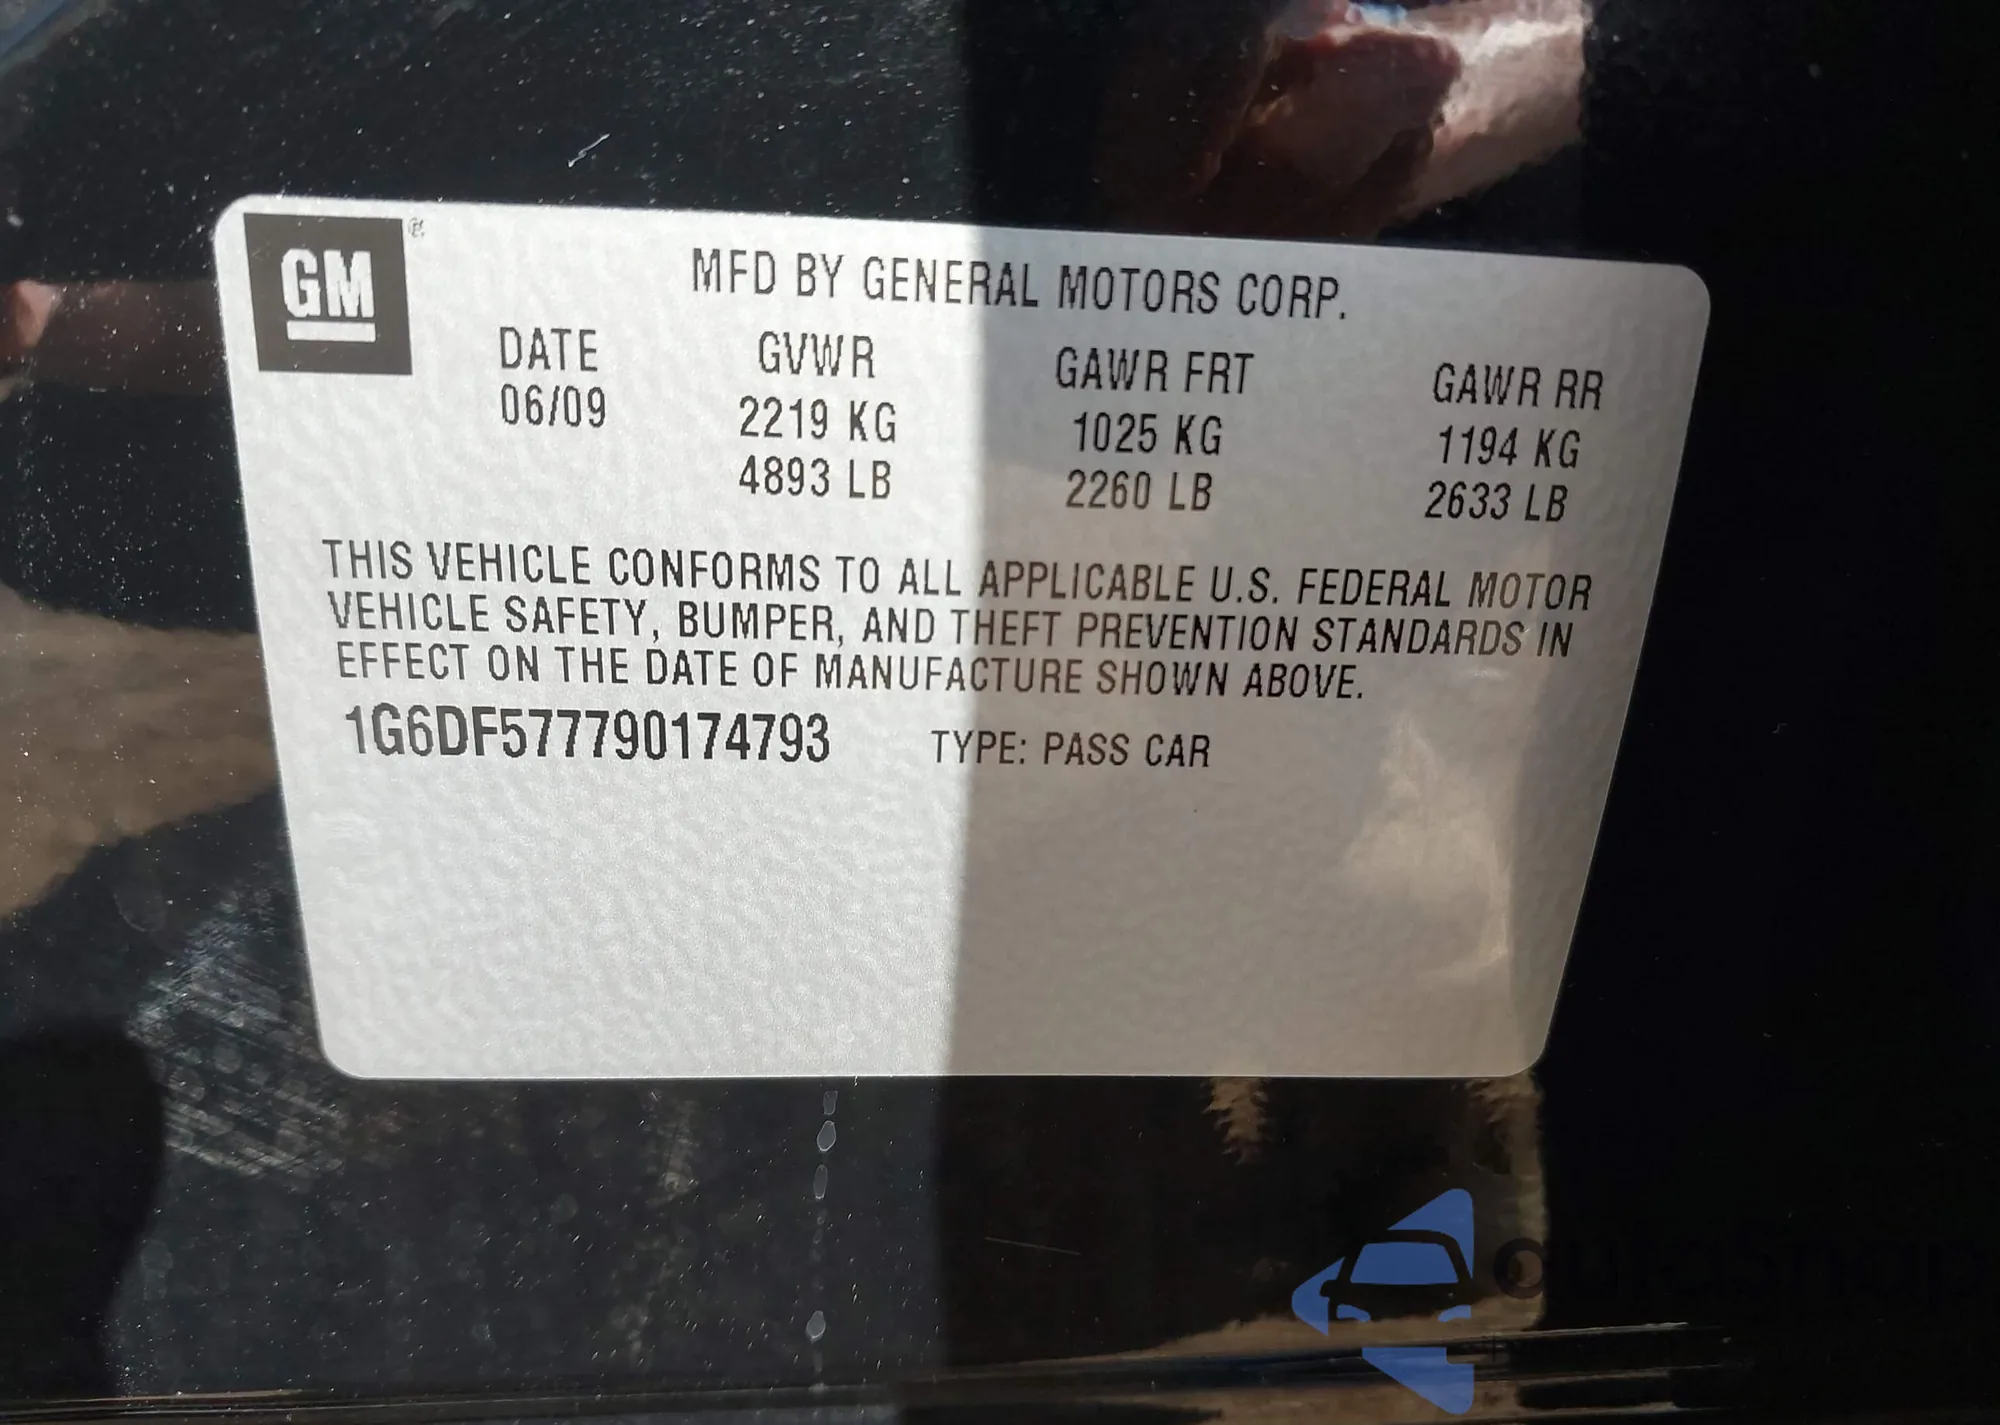 GM
MFD BY GENERAL MOTORS CORP.
DATE GVWR GAWR FRT GAWR RR
06/09 2219 KG 1025 KG 1194 KG
4893 LB 2260 LB 2633 LB
THIS VEHICLE CONFORMS TO ALL APPLICABLE U.S. FEDERAL MOTOR
VEHICLE SAFETY, BUMPER, AND THEFT PREVENTION STANDARDS IN
EFFECT ON THE DATE OF MANUFACTURE SHOWN ABOVE.
1G6DF577790174793 TYPE: PASS CAR